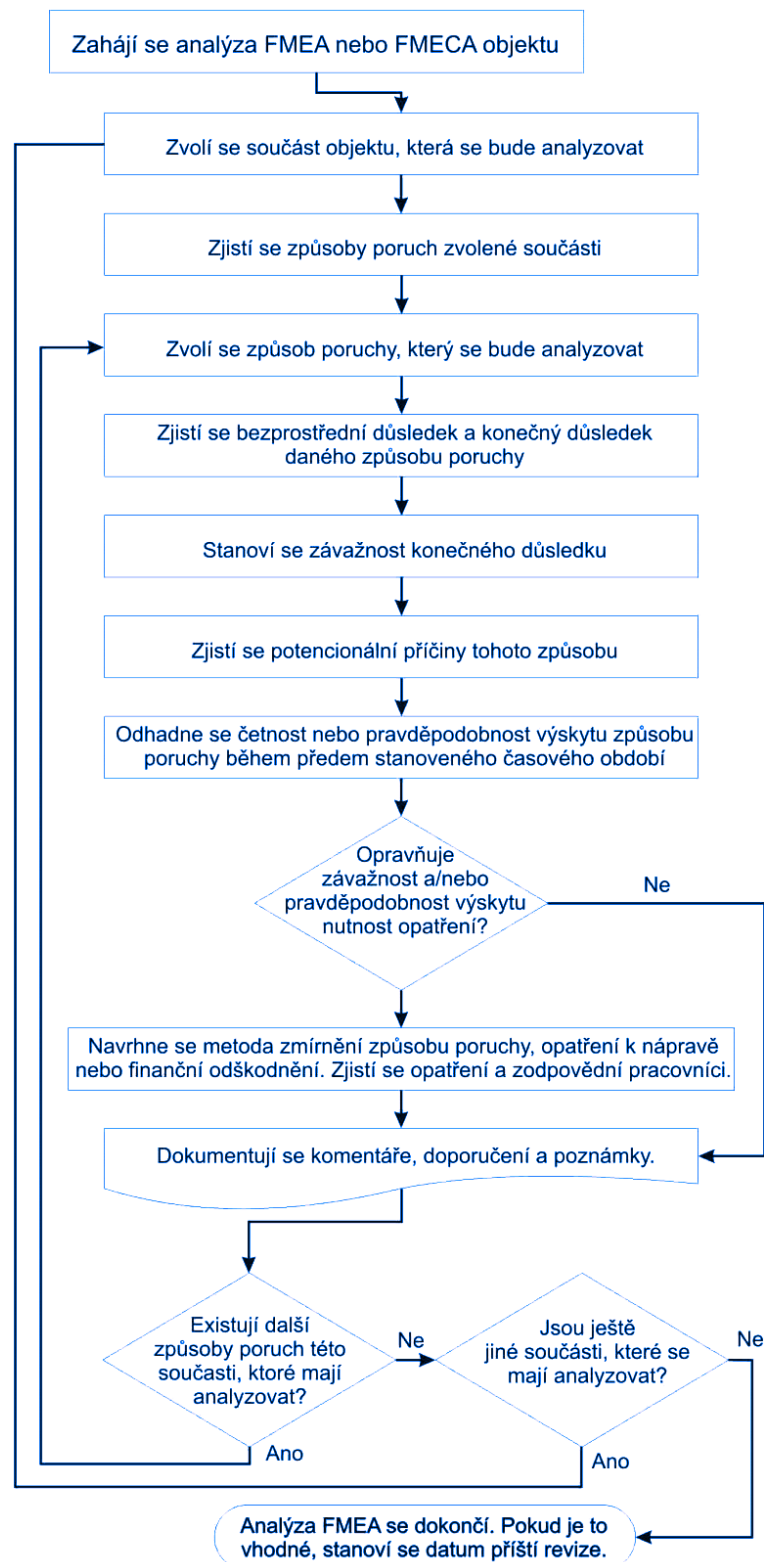 Zahájí se analýza FMEA nebo FMECA objektu
Zvolí se součást objektu, která se bude analyzovat
Zjistí se způsoby poruch zvolené součásti
Zvolí se způsob poruchy, který se bude analyzovat
Zjistí se bezprostřední důsledek a konečný důsledek
daného způsobu poruchy
Stanoví se závažnost konečného důsledku
Zjistí se potencionální příčiny tohoto způsobu
Odhadne se četnost nebo pravděpodobnost výskytu způsobu
poruchy během předem stanoveného časového období
Opravňuje
závažnost a/nebo
pravděpodobnost výskytu
nutnost opatření?
Ne
Navrhne se metoda zmírnění způsobu poruchy, opatření k nápravě
nebo finanční odškodnění. Zjistí se opatření a zodpovědní pracovníci.
Dokumentují se komentáře, doporučení a poznámky.
Existují další
způsoby poruch této
současti, ktoré mají
analyzovat?
Ne
Ano
Jsou ještě
jiné součásti, které se
mají analyzovat?
Ne
Ano
Analýza FMEA se dokončí. Pokud je to
vhodné, stanoví se datum příští revize.